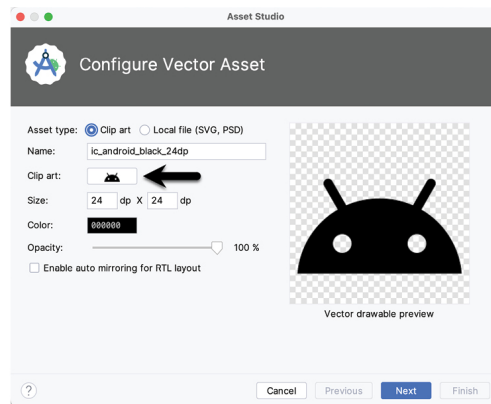 Asset Studio
Configure Vector Asset
Asset type: Clip art Local file (SVG, PSD)
Name: ic_android_black_24dp
Clip art:
Size: 24 dp X 24 dp
Color: 000000
Opacity: 100 %
Enable auto mirroring for RTL layout
Vector drawable preview
? Cancel Previous Next Finish